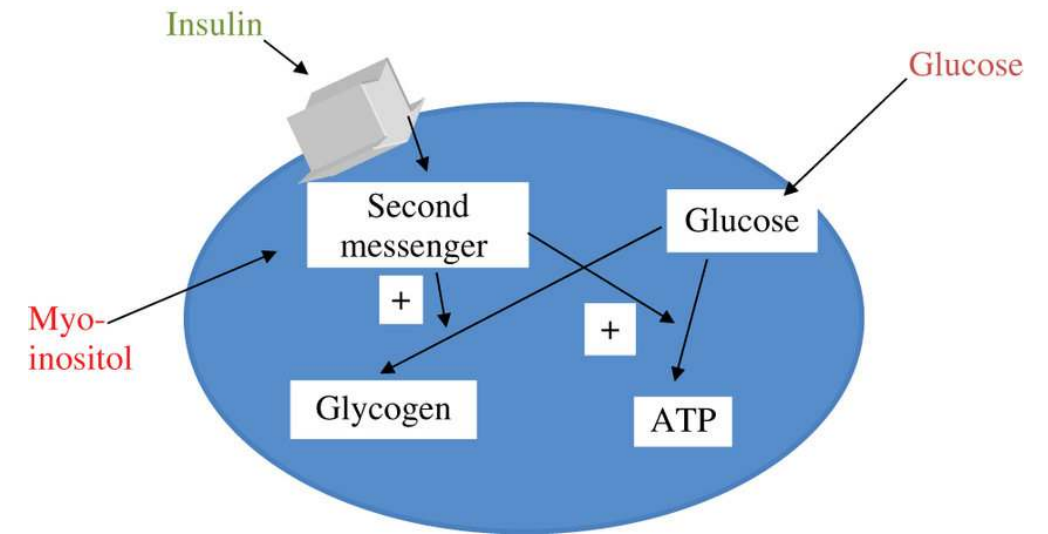 Insulin
Glucose
Second
messenger
Glucose
+
+
Myo-
inositol
Glycogen
ATP